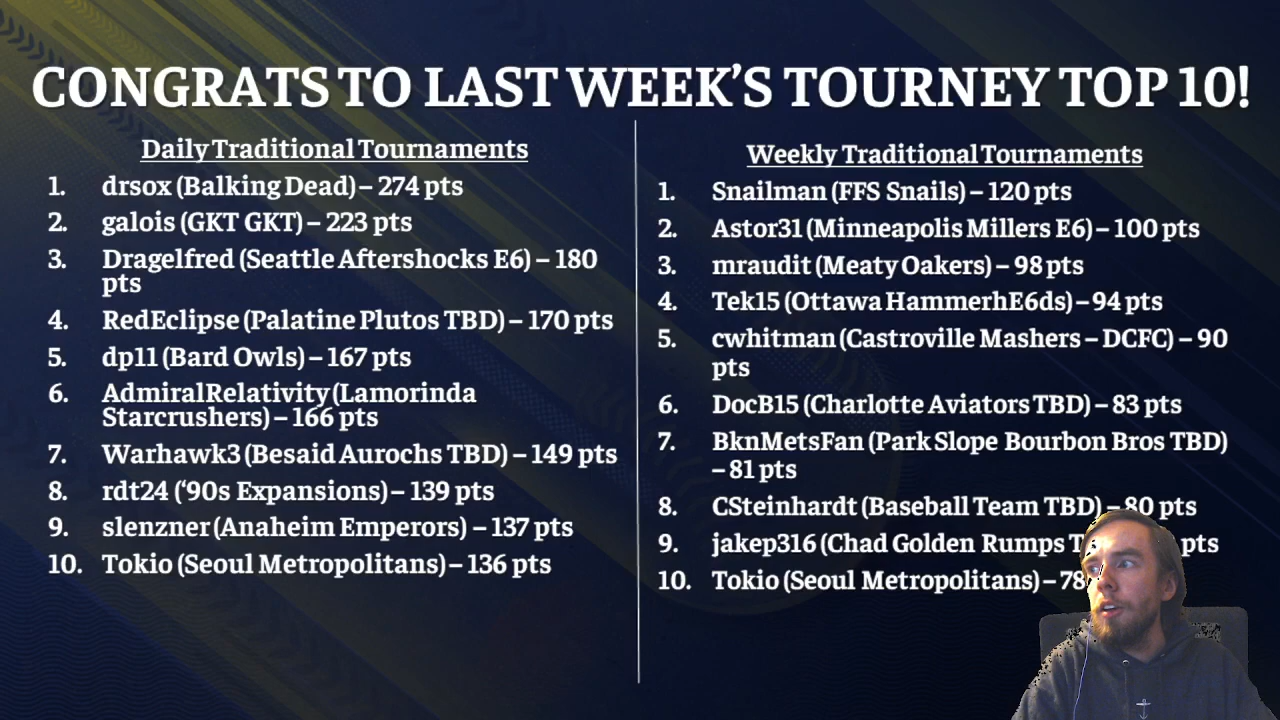 CONGRATS TO LAST WEEK’S TOURNEY TOP 10!
Daily Traditional Tournaments
1. drsox (Balking Dead) – 274 pts
2. galois (GKT GKT) – 223 pts
3. Dragelfred (Seattle Aftershocks E6) – 180
pts
4. RedEclipse (Palatine Plutos TBD) – 170 pts
5. dp11 (Bard Owls) – 167 pts
6. AdmiralRelativity (Lamorinda
Starcrushers) – 166 pts
7. Warhawk3 (Besaid Aurochs TBD) – 149 pts
8. rdt24 (‘90s Expansions) – 139 pts
9. slenzner (Anaheim Emperors) – 137 pts
10. Tokio (Seoul Metropolitans) – 136 pts
Weekly Traditional Tournaments
1. Snailman (FFS Snails) – 120 pts
2. Astor31 (Minneapolis Millers E6) – 100 pts
3. mraudit (Meaty Oakers) – 98 pts
4. Tek15 (Ottawa HammerhE6ds) – 94 pts
5. cwhitman (Castroville Mashers – DCFC) – 90
pts
6. DocB15 (Charlotte Aviators TBD) – 83 pts
7. BknMetsFan (Park Slope Bourbon Bros TBD)
– 81 pts
8. CSteinhardt (Baseball Team TBD) – 80 pts
9. jakep316 (Chad Golden Rumps pts
10. Tokio (Seoul Metropolitans) – 78